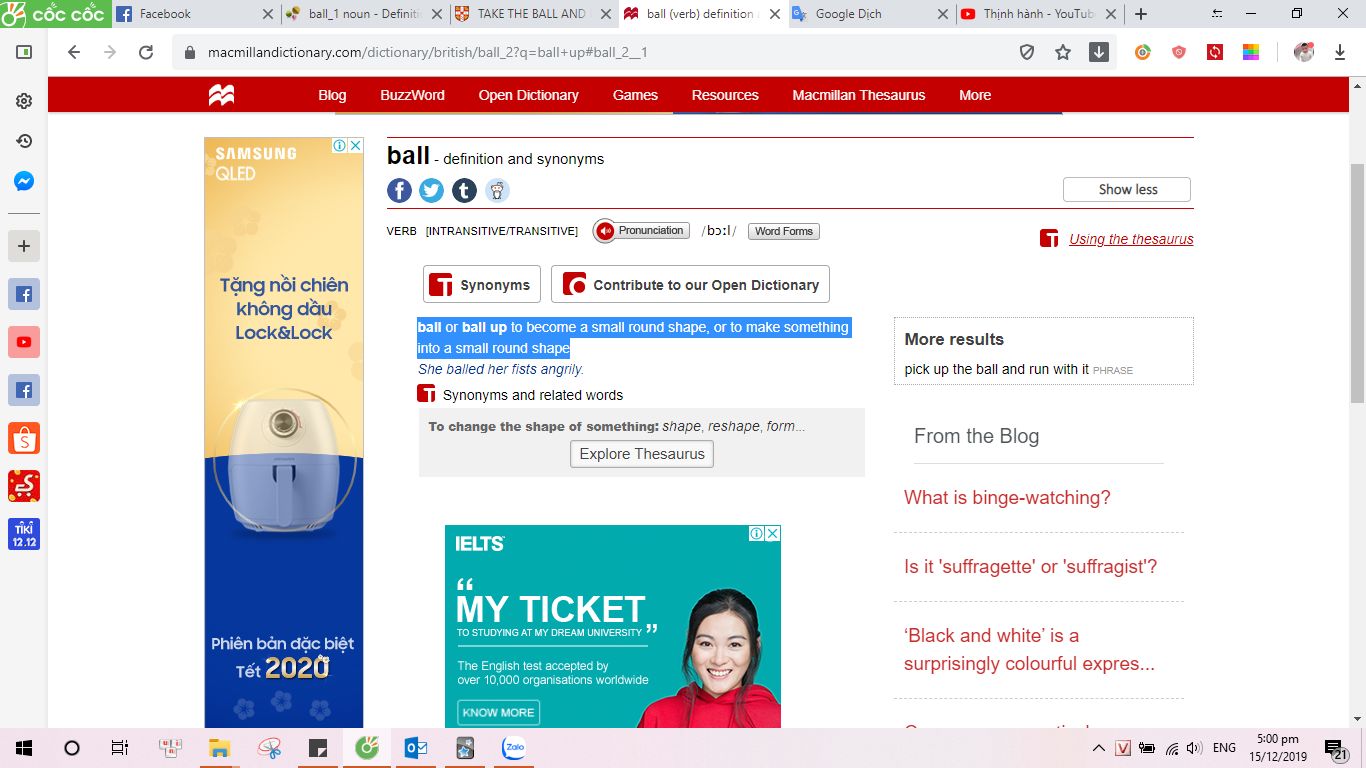 cốc cốc
Facebook
ball_1 noun - Definitio
TAKE THE BALL AND
ball (verb) definition a
Google Dịch
Thịnh hành - YouTube
macmillandictionary.com/dictionary/british/ball_2?q=ball+up#ball_2__1
Blog
BuzzWord
Open Dictionary
Games
Resources
Macmillan Thesaurus
More
SAMSUNG
QLED
Tặng nồi chiên
không dầu
Lock&Lock
Phiên bản đặc biệt
Tết 2020
ball - definition and synonyms
Show less
VERB [INTRANSITIVE/TRANSITIVE] Pronunciation /bɔːl/ Word Forms
Using the thesaurus
T Synonyms
Contribute to our Open Dictionary
ball or ball up to become a small round shape, or to make something
into a small round shape
She balled her fists angrily.
T Synonyms and related words
To change the shape of something: shape, reshape, form...
Explore Thesaurus
IELTS
“MY TICKET
TO STUDYING AT MY DREAM UNIVERSITY ”
The English test accepted by
over 10,000 organisations worldwide
KNOW MORE
More results
pick up the ball and run with it PHRASE
From the Blog
What is binge-watching?
Is it 'suffragette' or 'suffragist'?
‘Black and white’ is a
surprisingly colourful expres...
TiKi
12.12
Zalo
V
ENG
5:00 pm
15/12/2019
21